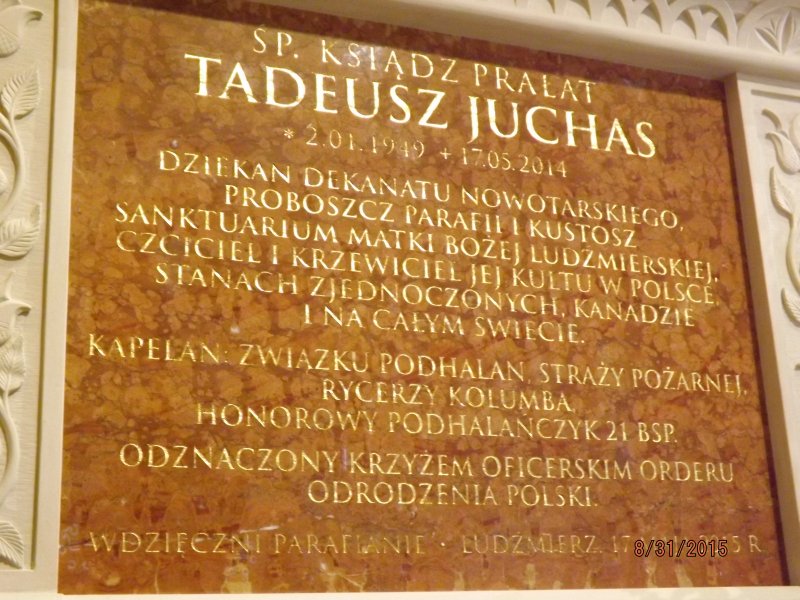 ŚP. KSIĄDZ PRAŁAT
TADEUSZ JUCHAS
* 2.01.1949 + 17.05.2014
DZIEKAN DEKANATU NOWOTARSKIEGO,
PROBOSZCZ PARAFII I KUSTOSZ
SANKTUARIUM MATKI BOŻEJ LUDŹMIERSKIEJ,
CZCICIEL I KRZEWICIEL JEJ KULTU W POLSCE,
STANACH ZJEDNOCZONYCH, KANADZIE
I NA CAŁYM ŚWIECIE.
KAPELAN: ZWIĄZKU PODHALAN, STRAŻY POŻARNEJ,
RYCERZY KOLUMBA,
HONOROWY PODHALAŃCZYK 21 BSP.
ODZNACZONY KRZYŻEM OFICERSKIM ORDERU
ODRODZENIA POLSKI.
WDZIĘCZNI PARAFIANIE · LUDŹMIERZ, R.
8/31/2015